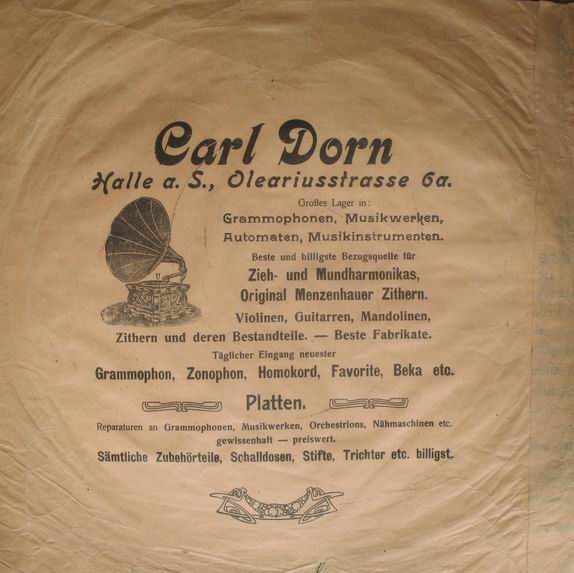 Carl Dorn
Halle a. S., Oleariusstrasse 6a.
Großes Lager in:
Grammophonen, Musikwerken,
Automaten, Musikinstrumenten.
Beste und billigste Bezugsquelle für
Zieh- und Mundharmonikas,
Original Menzenhauer Zithern.
Violinen, Guitarren, Mandolinen,
Zithern und deren Bestandteile. — Beste Fabrikate.
Täglicher Eingang neuester
Grammophon, Zonophon, Homokord, Favorite, Beka etc.
Platten.
Reparaturen an Grammophonen, Musikwerken, Orchestrions, Nähmaschinen etc.
gewissenhaft — preiswert.
Sämtliche Zubehörteile, Schalldosen, Stifte, Trichter etc. billigst.